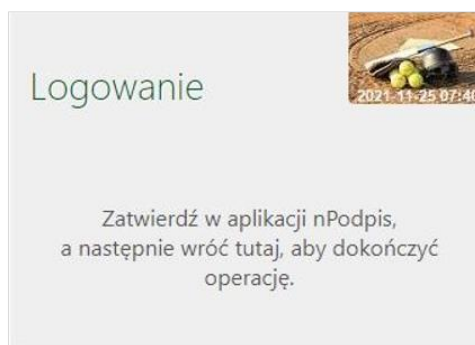 Logowanie
2021-11-25 07:40
Zatwierdź w aplikacji nPodpis,
a następnie wróć tutaj, aby dokończyć
operację.